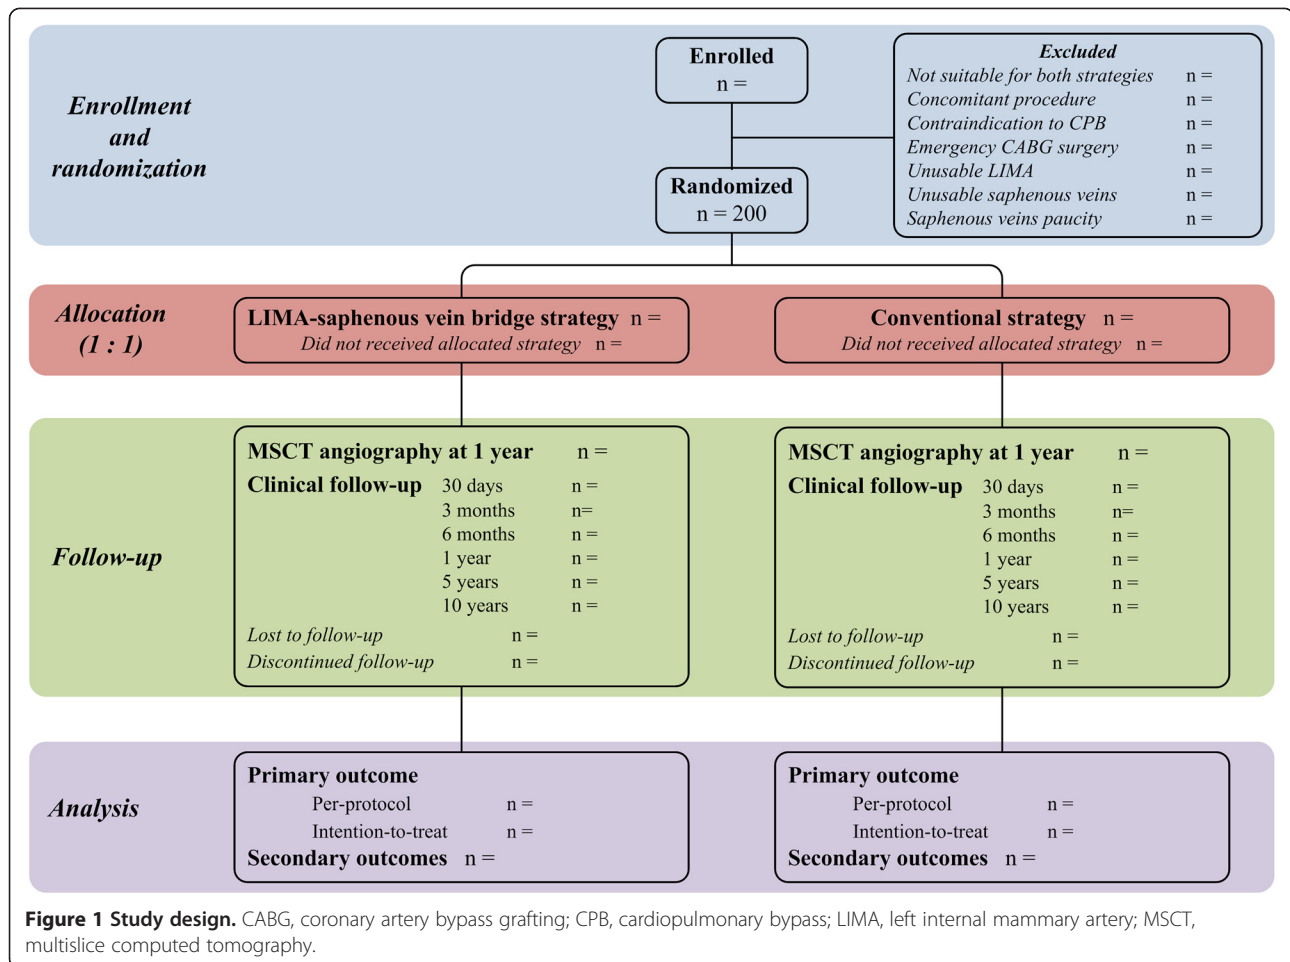 Enrollment
and
randomization
Enrolled
n =
Excluded
Not suitable for both strategies n =
Concomitant procedure n =
Contraindication to CPB n =
Emergency CABG surgery n =
Unusable LIMA n =
Unusable saphenous veins n =
Saphenous veins paucity n =
Randomized
n = 200
Allocation
(1 : 1)
LIMA-saphenous vein bridge strategy n =
Did not received allocated strategy n =
Conventional strategy n =
Did not received allocated strategy n =
Follow-up
MSCT angiography at 1 year n =
Clinical follow-up 30 days n =
3 months n=
6 months n =
1 year n =
5 years n =
10 years n =
Lost to follow-up n =
Discontinued follow-up n =
MSCT angiography at 1 year n =
Clinical follow-up 30 days n =
3 months n=
6 months n =
1 year n =
5 years n =
10 years n =
Lost to follow-up n =
Discontinued follow-up n =
Analysis
Primary outcome
Per-protocol n =
Intention-to-treat n =
Secondary outcomes n =
Primary outcome
Per-protocol n =
Intention-to-treat n =
Secondary outcomes n =
Figure 1 Study design. CABG, coronary artery bypass grafting; CPB, cardiopulmonary bypass; LIMA, left internal mammary artery; MSCT,
multislice computed tomography.